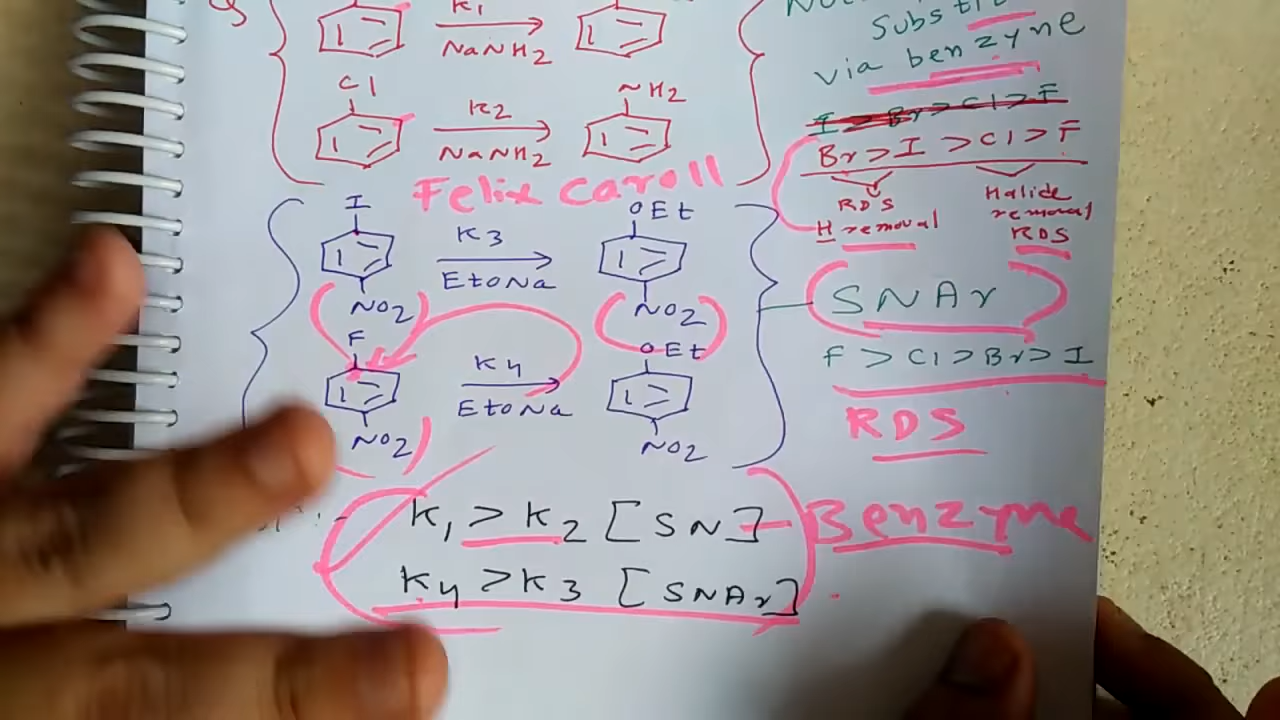 K1
NaNH2
Substi
via benzyne
Cl
K2
NaNH2
~H2
I > Br > Cl > F
Br > I > Cl > F
RDS
H removal
Halide
removal
RDS
Felix Caroll
I
K3
EtoNa
NO2
OEt
NO2
SNAr
F > Cl > Br > I
RDS
F
K4
EtoNa
NO2
OEt
NO2
K1 > K2 [SN] - Benzyne
K4 > K3 [SNAr]